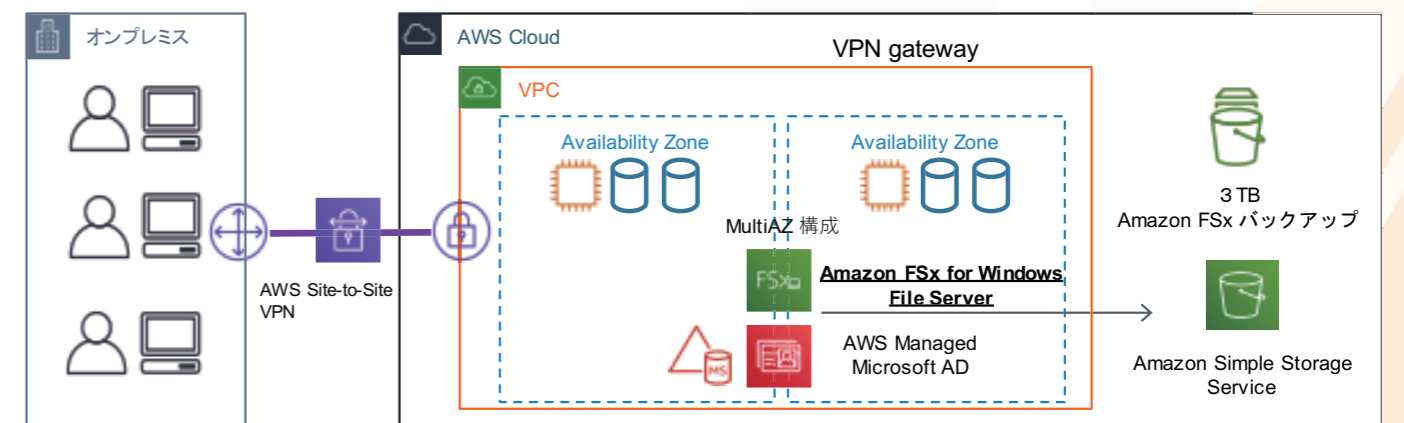 オンプレミス
AWS Cloud
VPN gateway
VPC
Availability Zone
Availability Zone
MultiAZ 構成
3 TB
Amazon FSx バックアップ
AWS Site-to-Site
VPN
FSx
Amazon FSx for Windows
File Server
MS
AWS Managed
Microsoft AD
Amazon Simple Storage
Service